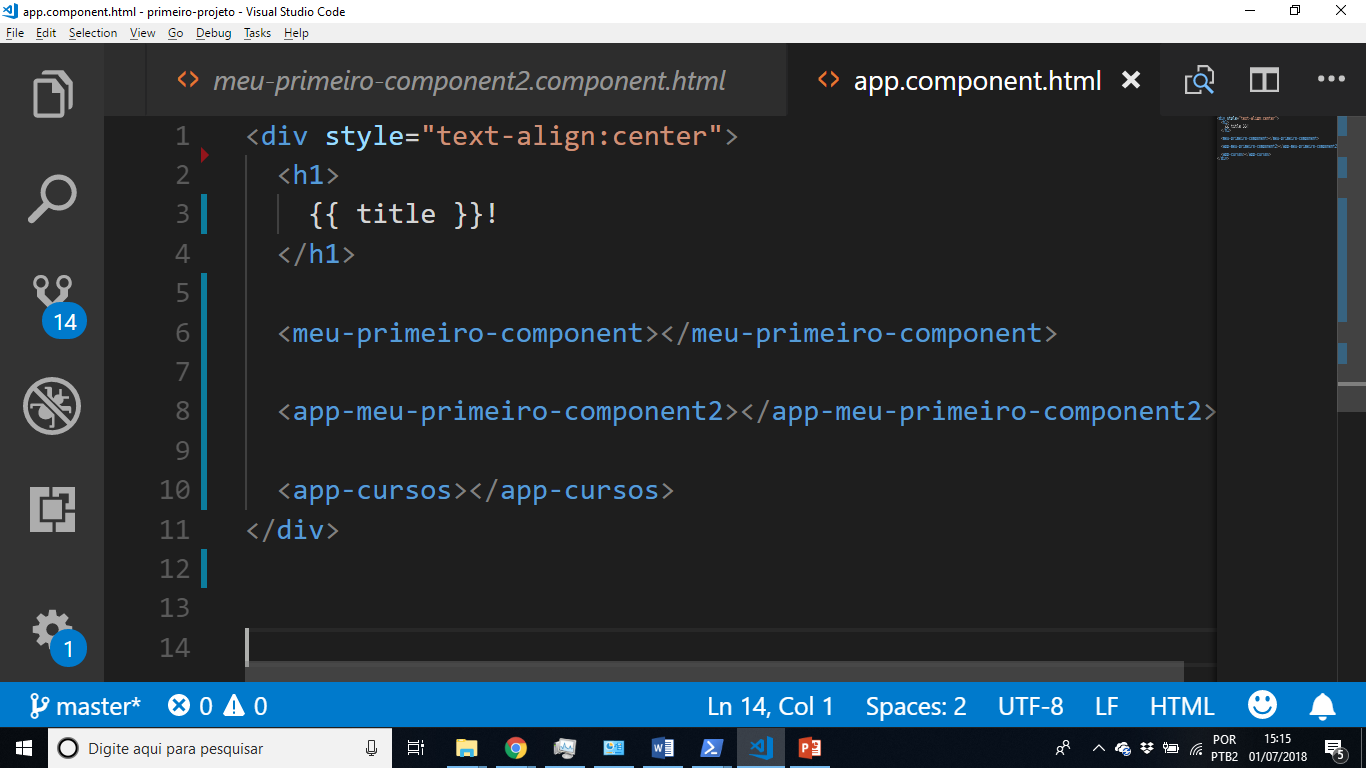 app.component.html - primeiro-projeto - Visual Studio Code
File Edit Selection View Go Debug Tasks Help
meu-primeiro-component2.component.html app.component.html
1 <div style="text-align:center">
2 <h1>
3 {{ title }}!
4 </h1>
5
6 <meu-primeiro-component></meu-primeiro-component>
7
8 <app-meu-primeiro-component2></app-meu-primeiro-component2>
9
10 <app-cursos></app-cursos>
11 </div>
12
13
14
14
1
master* 0 0 Ln 14, Col 1 Spaces: 2 UTF-8 LF HTML
Digite aqui para pesquisar
POR 15:15
PTB2 01/07/2018 5